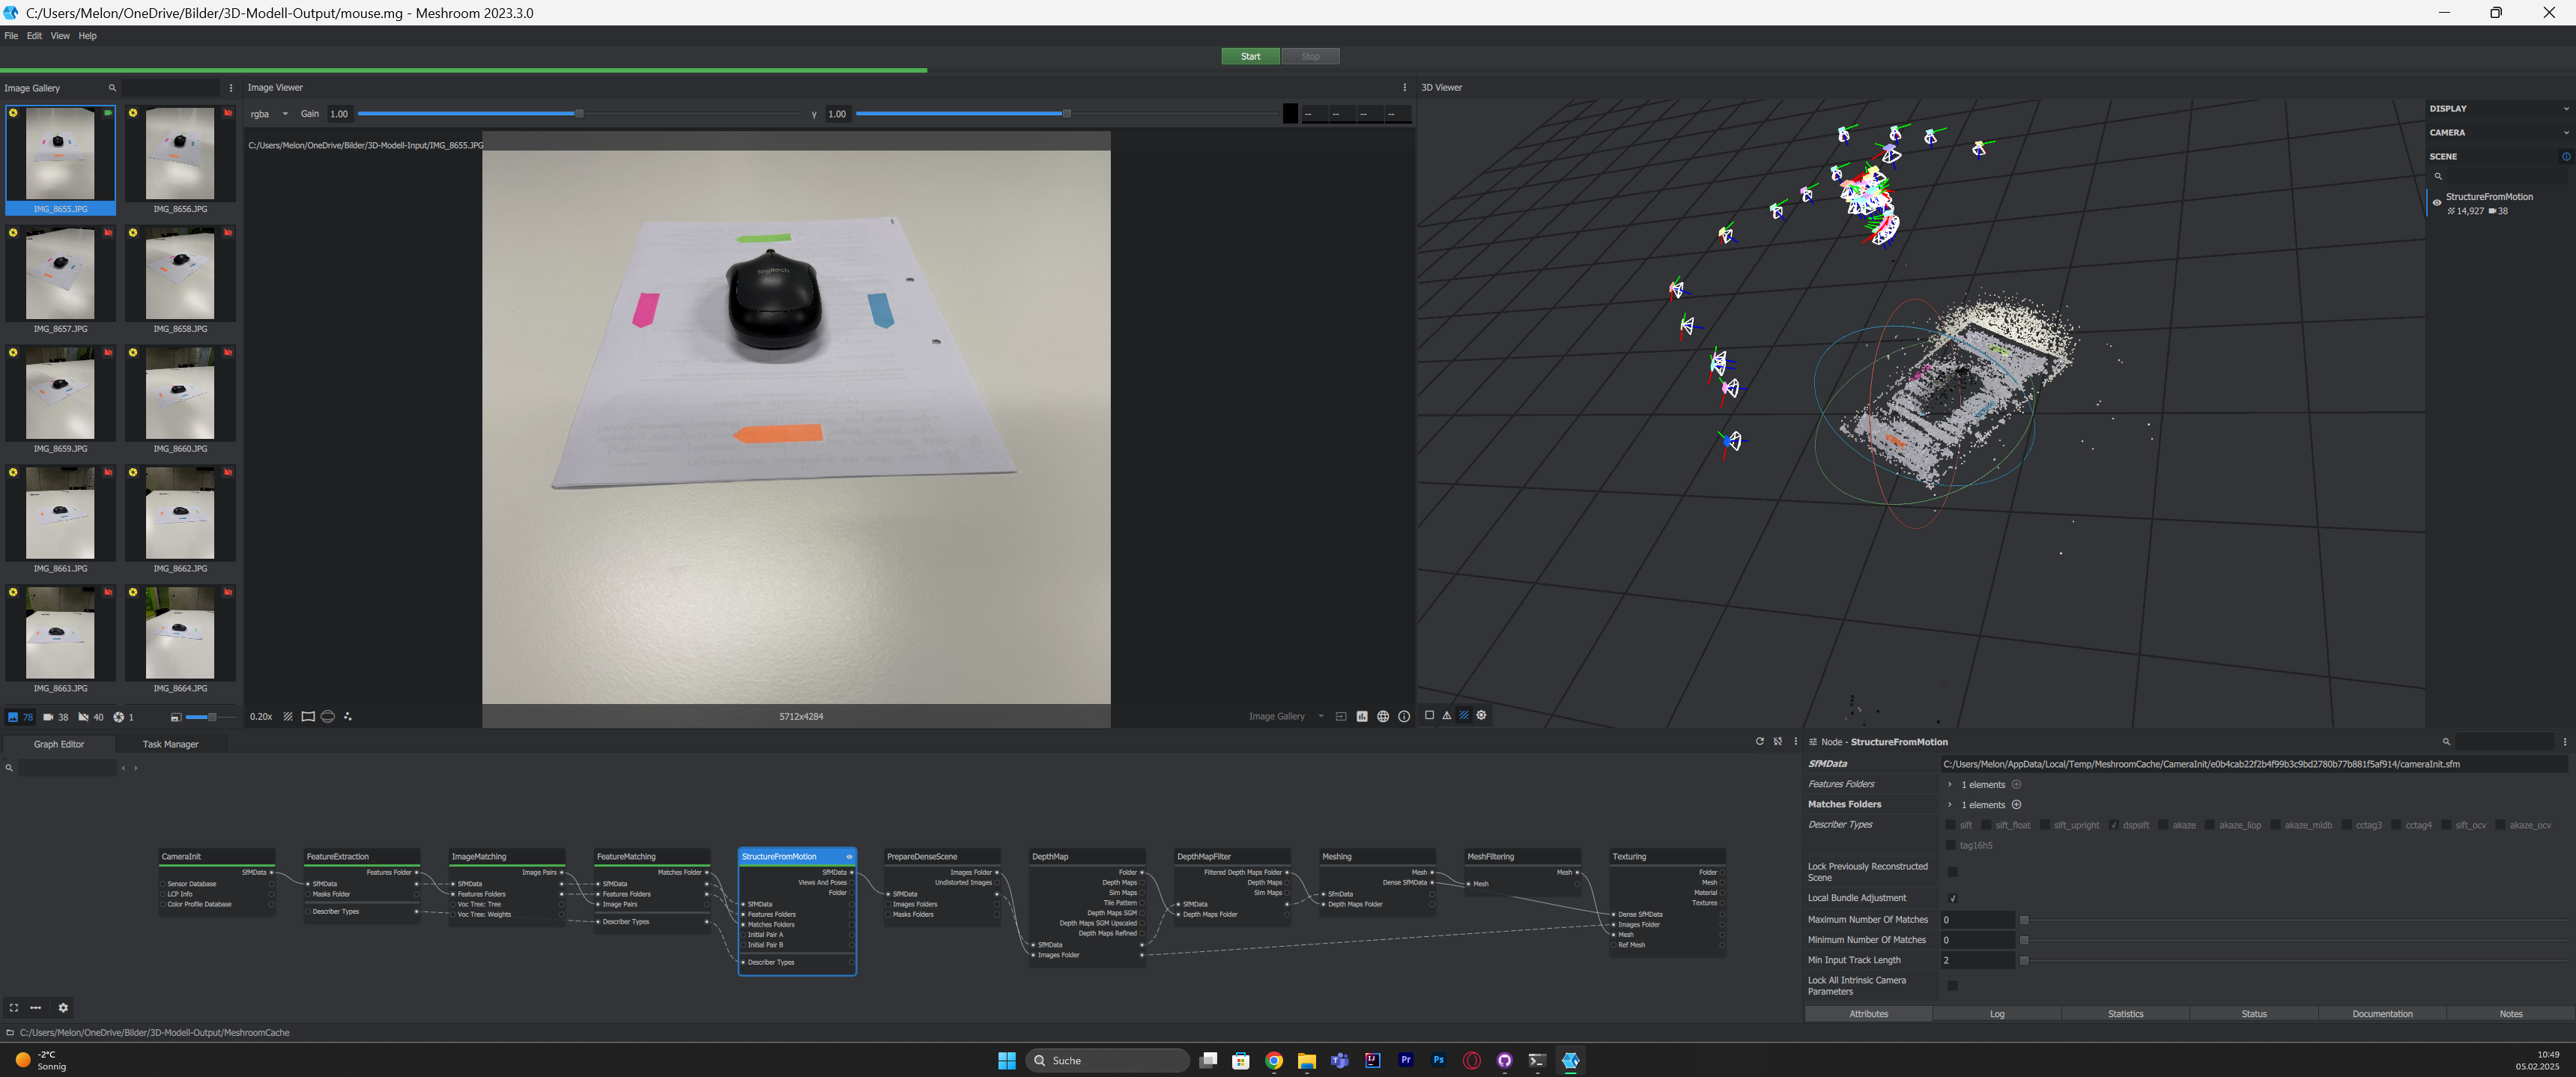 C:/Users/Melon/OneDrive/Bilder/3D-Modell-Output/mouse.mg - Meshroom 2023.3.0
File Edit View Help
Start Stop
Image Gallery
Image Viewer
3D Viewer
rgba Gain 1.00 γ 1.00 -- -- -- --
C:/Users/Melon/OneDrive/Bilder/3D-Modell-Input/IMG_8655.JPG
logitech
IMG_8655.JPG IMG_8656.JPG
IMG_8657.JPG IMG_8658.JPG
IMG_8659.JPG IMG_8660.JPG
IMG_8661.JPG IMG_8662.JPG
IMG_8663.JPG IMG_8664.JPG
78 38 40 1
0.20x
5712x4284
Image Gallery
DISPLAY
CAMERA
SCENE
StructureFromMotion
14,927 38
Graph Editor Task Manager
CameraInit
SfMData
Sensor Database
LCP Info
Color Profile Database
FeatureExtraction
Features Folder
SfMData
Masks Folder
Describer Types
ImageMatching
Image Pairs
SfMData
Features Folders
Voc Tree: Tree
Voc Tree: Weights
FeatureMatching
Matches Folder
SfMData
Features Folders
Image Pairs
Describer Types
StructureFromMotion
SfMData
Views And Poses
Folder
SfMData
Features Folders
Matches Folders
Initial Pair A
Initial Pair B
Describer Types
PrepareDenseScene
Images Folder
Undistorted Images
SfMData
Images Folders
Masks Folders
DepthMap
Folder
Depth Maps
Sim Maps
Tile Pattern
Depth Maps SGM
Depth Maps SGM Upscaled
Depth Maps Refined
SfMData
Images Folder
DepthMapFilter
Filtered Depth Maps Folder
Depth Maps
Sim Maps
SfMData
Depth Maps Folder
Meshing
Mesh
Dense SfMData
SfmData
Depth Maps Folder
MeshFiltering
Mesh
Mesh
Texturing
Folder
Mesh
Material
Textures
Dense SfMData
Images Folder
Mesh
Ref Mesh
Node - StructureFromMotion
SfMData C:/Users/Melon/AppData/Local/Temp/MeshroomCache/CameraInit/e0b4cab22f2b4f99b3c9bd2780b77b881f5af914/cameraInit.sfm
Features Folders 1 elements
Matches Folders 1 elements
Describer Types sift sift_float sift_upright dspsift akaze akaze_liop akaze_mldb cctag3 cctag4 sift_ocv akaze_ocv
tag16h5
Lock Previously Reconstructed
Scene
Local Bundle Adjustment
Maximum Number Of Matches 0
Minimum Number Of Matches 0
Min Input Track Length 2
Lock All Intrinsic Camera
Parameters
Attributes Log Statistics Status Documentation Notes
C:/Users/Melon/OneDrive/Bilder/3D-Modell-Output/MeshroomCache
-2°C
Sonnig
Suche
Pr
Ps
10:49
05.02.2025